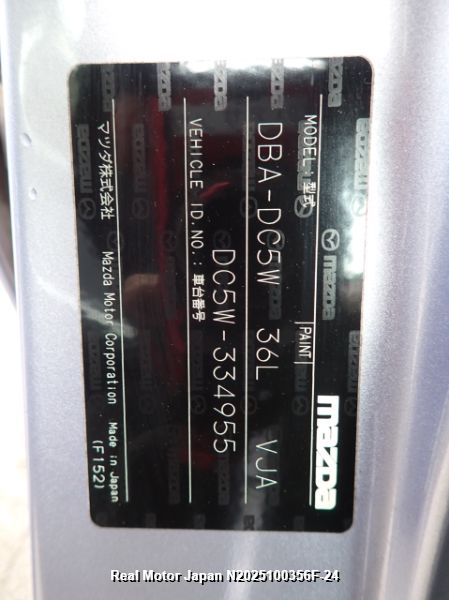 mazda
MODEL:型式 PAINT
DBA-DC5W 36L VJA
VEHICLE ID.NO.:車台番号
DC5W-334955
マツダ株式会社 Mazda Motor Corporation Made in Japan
(F152)
Real Motor Japan N2025100356F-24